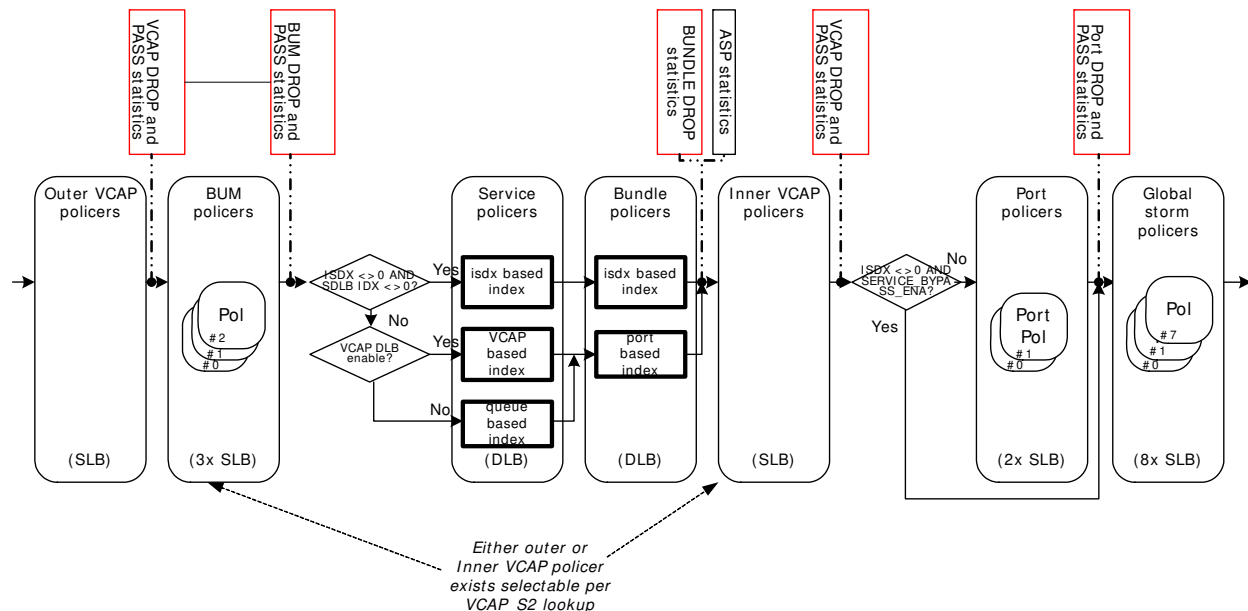 VCAP DROP and
PASS statistics
BUM DROP and
PASS statistics
BUNDLE DROP
statistics
ASP statistics
VCAP DROP and
PASS statistics
Port DROP and
PASS statistics
Outer VCAP
policers
(SLB)
BUM
policers
Pol
#2
#1
#0
(3x SLB)
ISDX <>0 AND
SDLB IDX <>0?
Yes
No
VCAP DLB
enable?
Yes
No
Service
policers
isdx based
index
VCAP
based
index
queue
based
index
(DLB)
Bundle
policers
isdx based
index
port
based
index
(DLB)
Inner VCAP
policers
(SLB)
ISDX <>0 AND
SERVICE_BYPA
SS_ENA?
No
Yes
Port
policers
Port
Pol
#1
#0
(2x SLB)
Global
storm
policers
Pol
#7
#1
#0
(8x SLB)
Either outer or
Inner VCAP policer
exists selectable per
VCAP S2 lookup